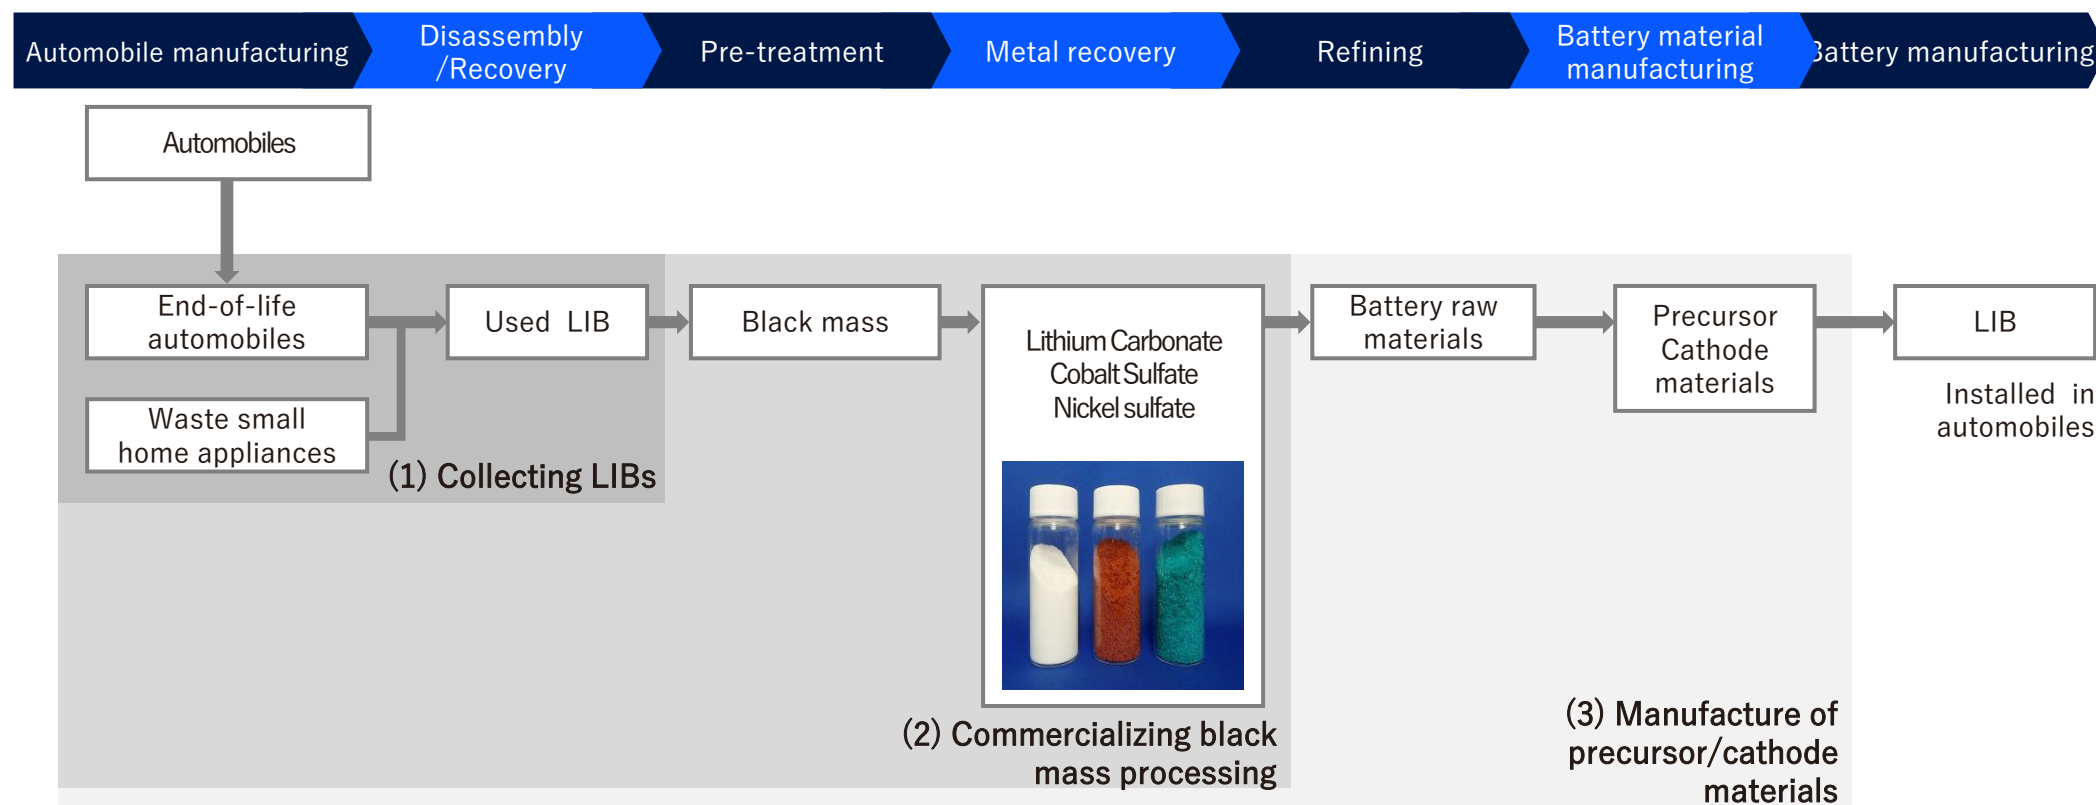 Automobile manufacturing
Disassembly
/Recovery
Pre-treatment
Metal recovery
Refining
Battery material
manufacturing
Battery manufacturing
Automobiles
End-of-life
automobiles
Used LIB
Black mass
Lithium Carbonate
Cobalt Sulfate
Nickel sulfate
Battery raw
materials
Precursor
Cathode
materials
LIB
Installed in
automobiles
Waste small
home appliances
(1) Collecting LIBs
(2) Commercializing black
mass processing
(3) Manufacture of
precursor/cathode
materials